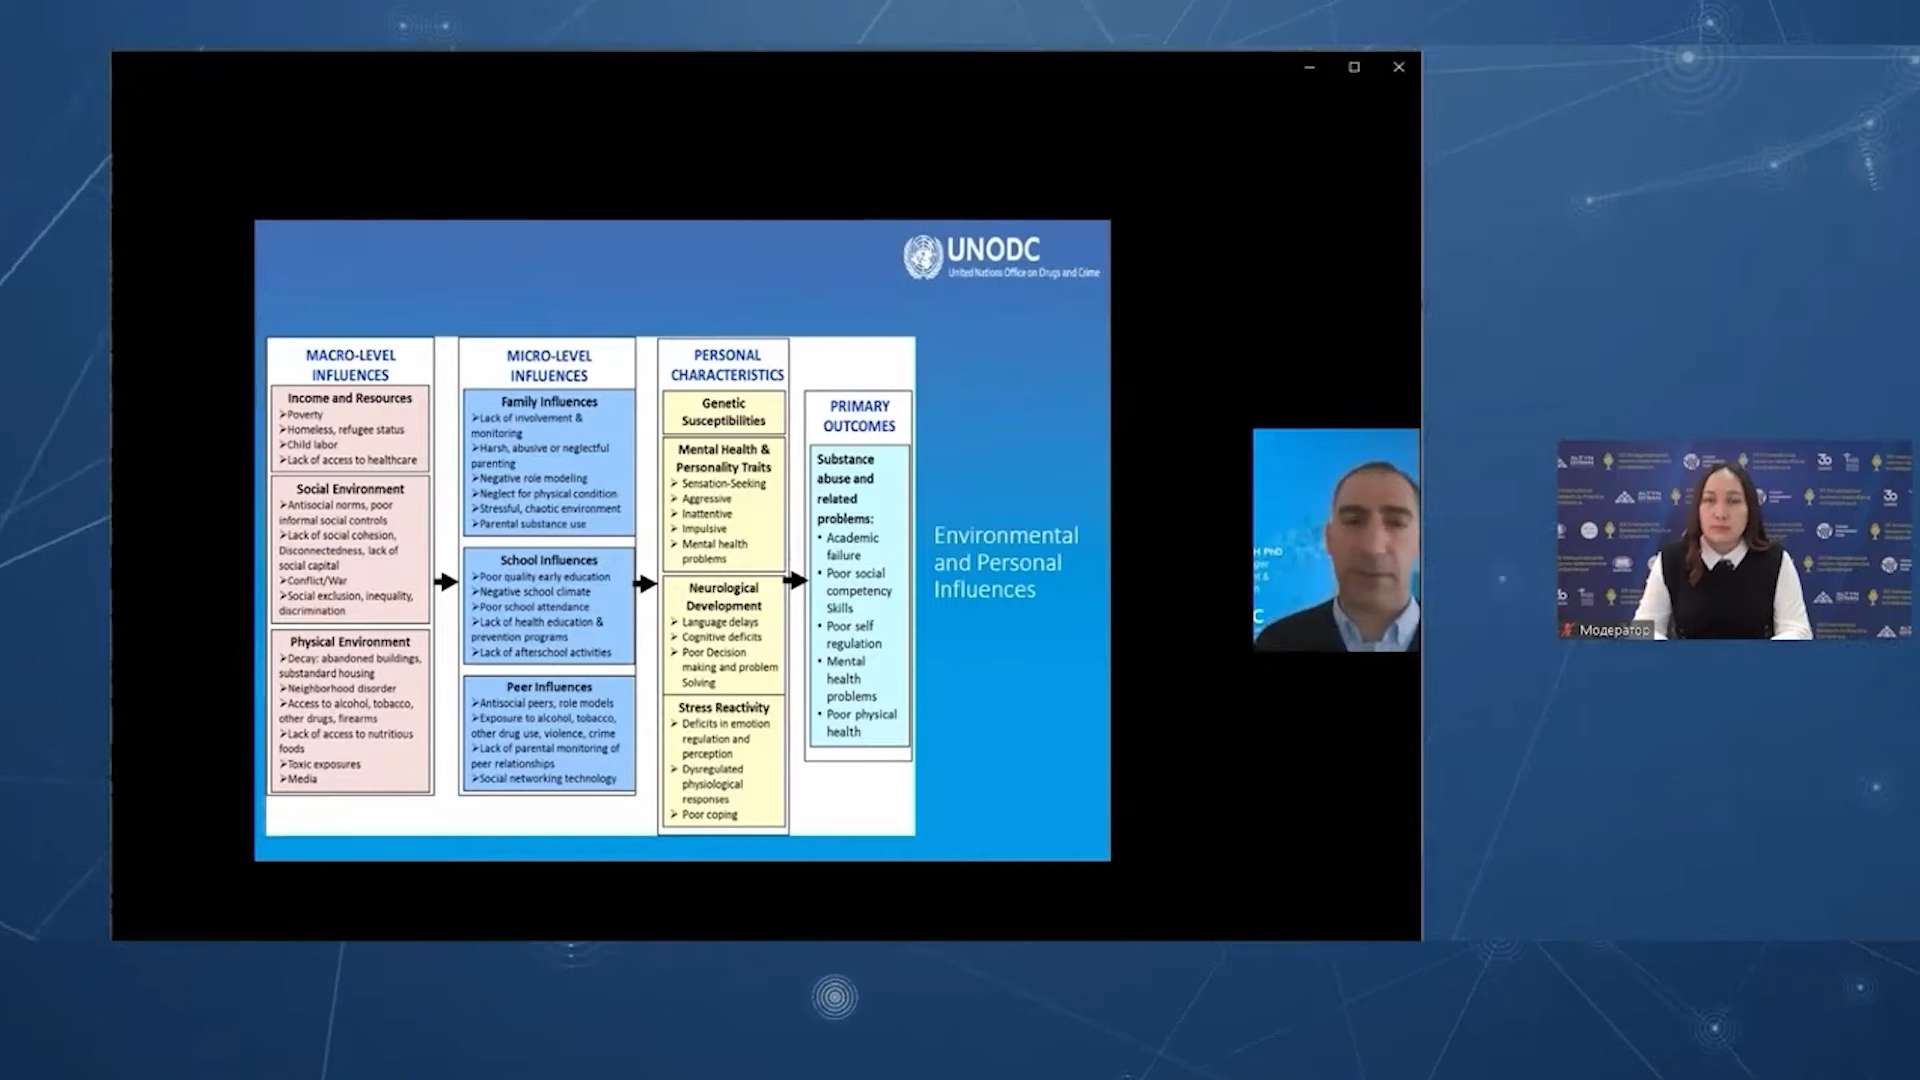 UNODC
United Nations Office on Drugs and Crime
MACRO-LEVEL
INFLUENCES
Income and Resources
➢Poverty
➢Homeless, refugee status
➢Child labor
➢Lack of access to healthcare
Social Environment
➢Antisocial norms, poor
informal social controls
➢Lack of social cohesion,
Disconnectedness, lack of
social capital
➢Conflict/War
➢Social exclusion, inequality,
discrimination
Physical Environment
➢Decay: abandoned buildings,
substandard housing
➢Neighborhood disorder
➢Access to alcohol, tobacco,
other drugs, firearms
➢Lack of access to nutritious
foods
➢Toxic exposures
➢Media
MICRO-LEVEL
INFLUENCES
Family Influences
➢Lack of involvement &
monitoring
➢Harsh, abusive or neglectful
parenting
➢Negative role modeling
➢Neglect for physical condition
➢Stressful, chaotic environment
➢Parental substance use
School Influences
➢Poor quality early education
➢Negative school climate
➢Poor school attendance
➢Lack of health education &
prevention programs
➢Lack of afterschool activities
Peer Influences
➢Antisocial peers, role models
➢Exposure to alcohol, tobacco,
other drug use, violence, crime
➢Lack of parental monitoring of
peer relationships
➢Social networking technology
PERSONAL
CHARACTERISTICS
Genetic
Susceptibilities
Mental Health &
Personality Traits
➢ Sensation-Seeking
➢ Aggressive
➢ Inattentive
➢ Impulsive
➢ Mental health
problems
Neurological
Development
➢ Language delays
➢ Cognitive deficits
➢ Poor Decision
making and problem
Solving
Stress Reactivity
➢ Deficits in emotion
regulation and
perception
➢ Dysregulated
physiological
responses
➢ Poor coping
PRIMARY
OUTCOMES
Substance
abuse and
related
problems:
• Academic
failure
• Poor social
competency
Skills
• Poor self
regulation
• Mental
health
problems
• Poor physical
health
Environmental
and Personal
Influences
H PhD
Модератор